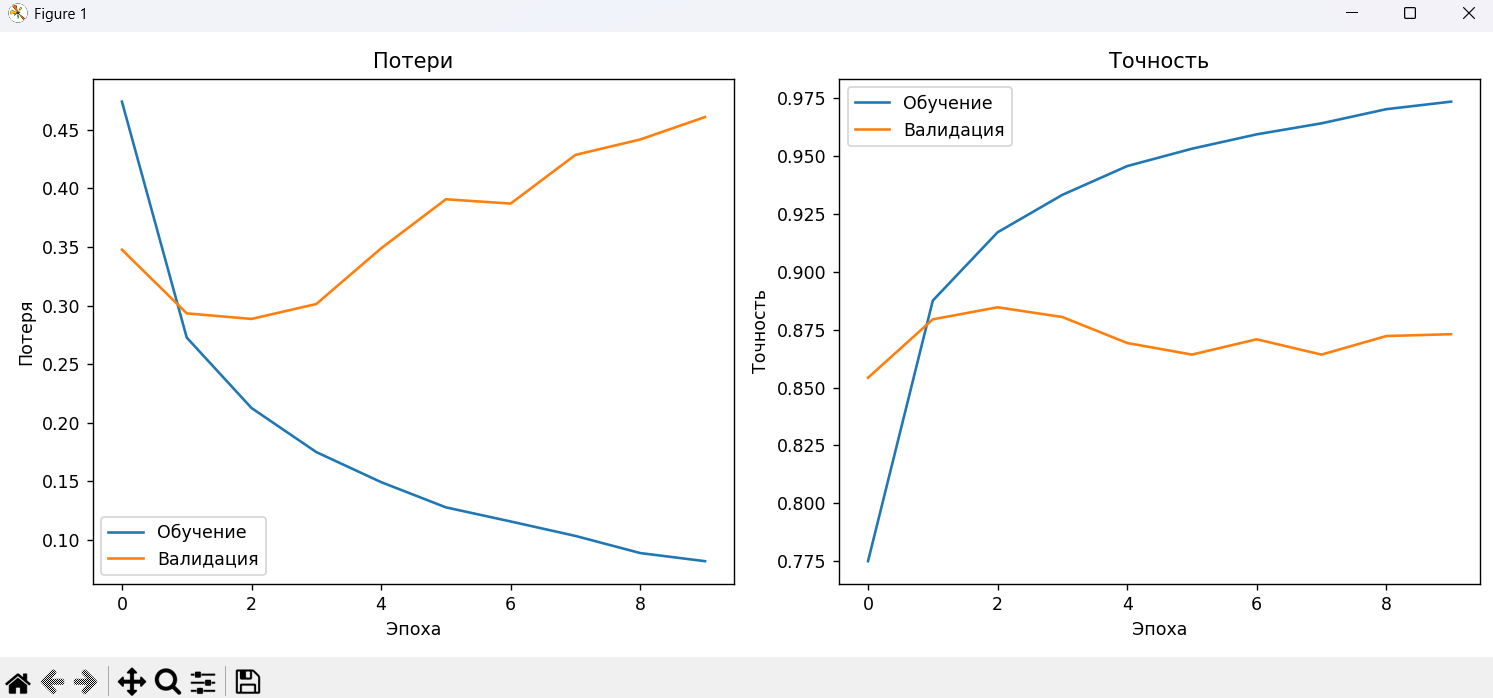 Figure 1
Потери
0.45
0.40
0.35
0.30
0.25
0.20
0.15
0.10
Потеря
Обучение
Валидация
0 2 4 6 8
Эпоха
Точность
0.975
0.950
0.925
0.900
0.875
0.850
0.825
0.800
0.775
Точность
Обучение
Валидация
0 2 4 6 8
Эпоха